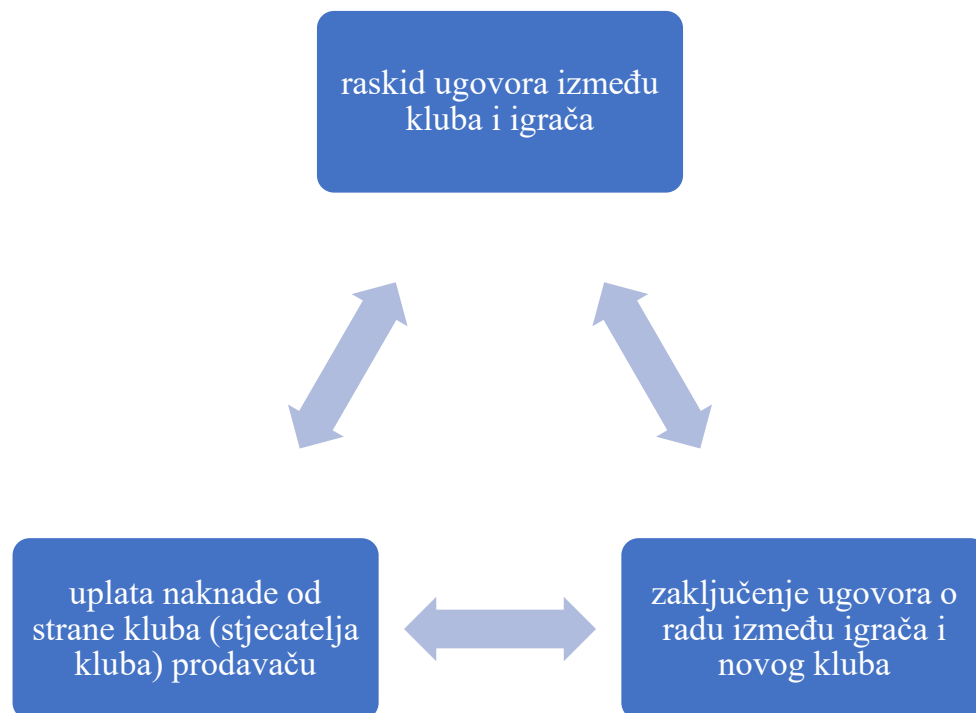 raskid ugovora između
kluba i igrača
uplata naknade od
strane kluba (stjecatelja
kluba) prodavaču
zaključenje ugovora o
radu između igrača i
novog kluba